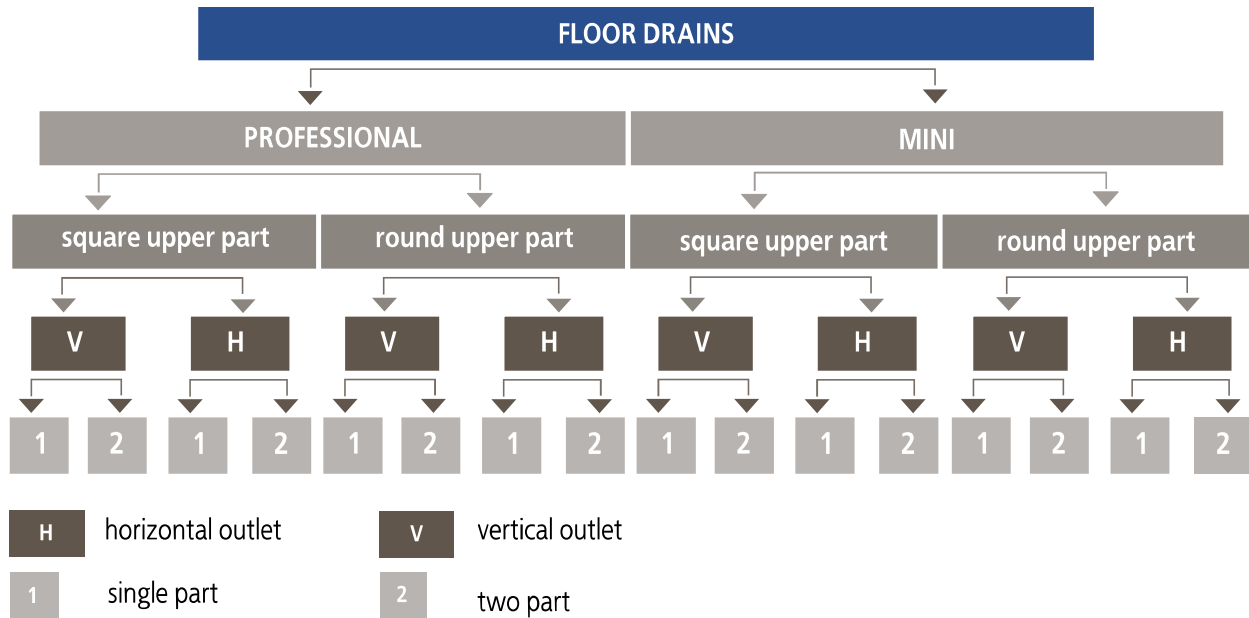 FLOOR DRAINS
PROFESSIONAL MINI
square upper part round upper part square upper part round upper part
V H V H V H V H
1 2 1 2 1 2 1 2 1 2 1 2 1 2 1 2
H horizontal outlet V vertical outlet
1 single part 2 two part